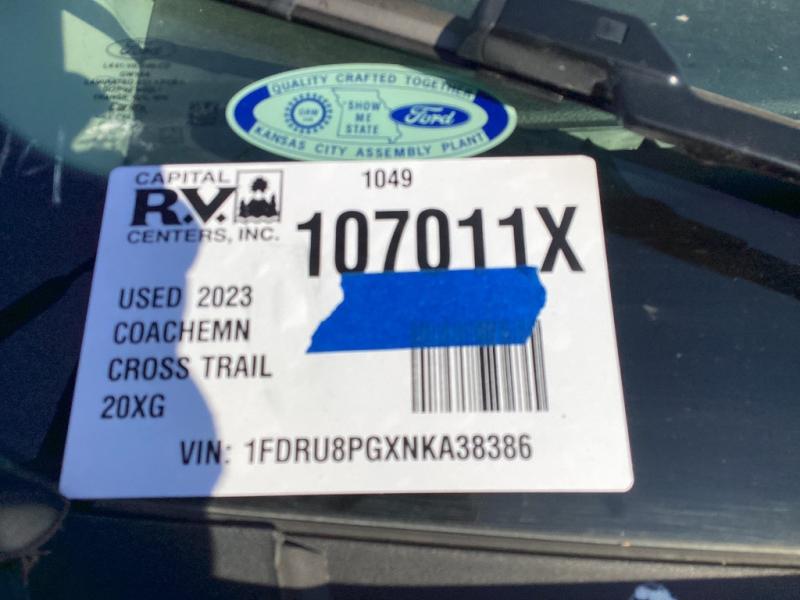 Ford
QUALITY CRAFTED TOGETHER
UAW
SHOW
ME
STATE
Ford
KANSAS CITY ASSEMBLY PLANT
CAPITAL
R.V.
CENTERS, INC.
1049
107011X
USED 2023
COACHEMN
CROSS TRAIL
20XG
VIN: 1FDRU8PGXNKA38386